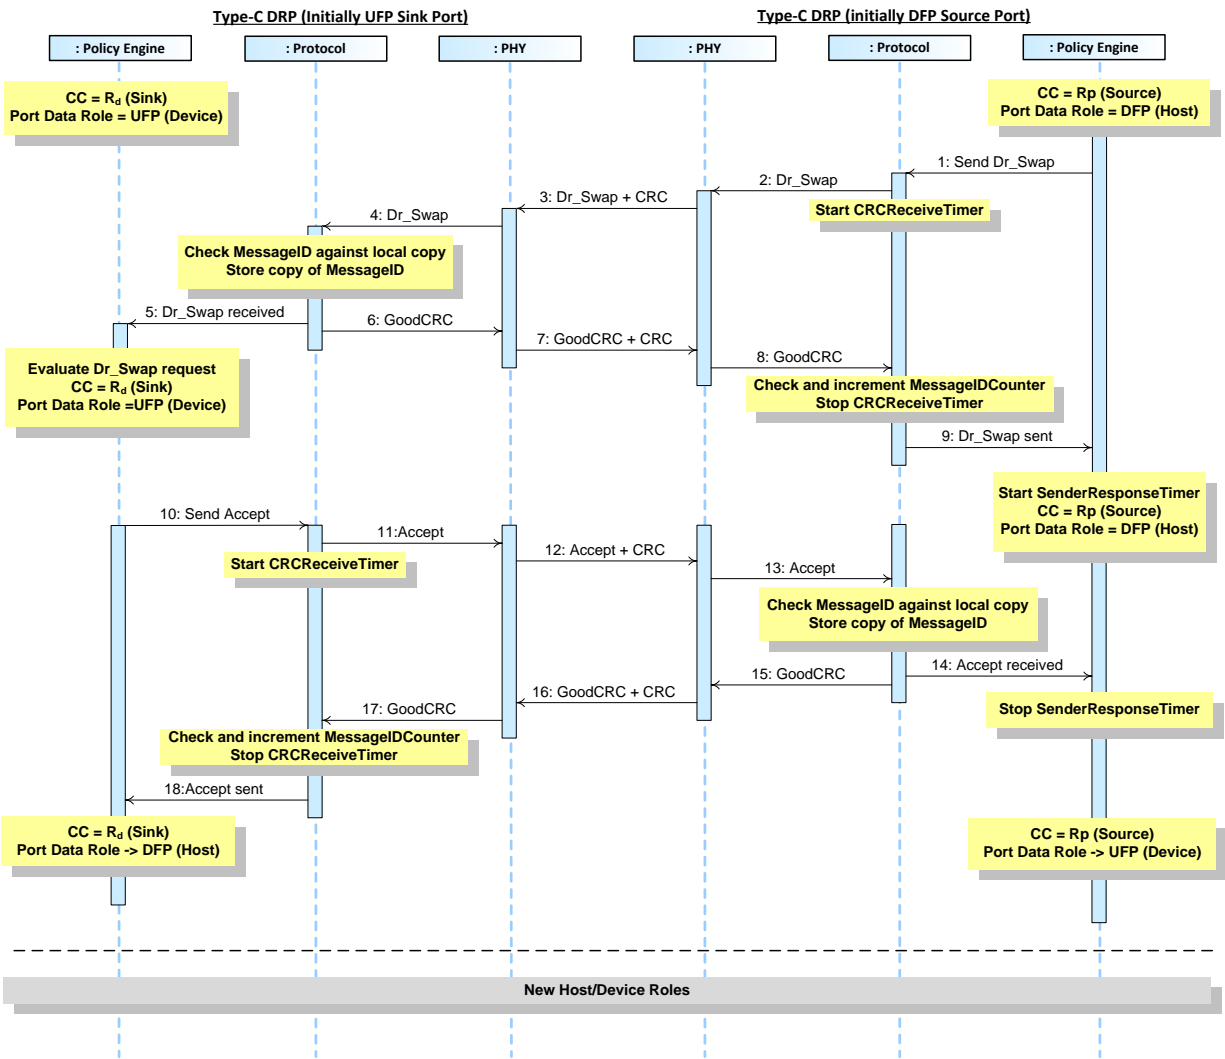 Type-C DRP (Initially UFP Sink Port)
Type-C DRP (initially DFP Source Port)
: Policy Engine
: Protocol
: PHY
: PHY
: Protocol
: Policy Engine
CC = Rd (Sink)
Port Data Role = UFP (Device)
CC = Rp (Source)
Port Data Role = DFP (Host)
1: Send Dr_Swap
2: Dr_Swap
Start CRCReceiveTimer
3: Dr_Swap + CRC
4: Dr_Swap
Check MessageID against local copy
Store copy of MessageID
5: Dr_Swap received
6: GoodCRC
7: GoodCRC + CRC
8: GoodCRC
Evaluate Dr_Swap request
CC = Rd (Sink)
Port Data Role =UFP (Device)
Check and increment MessageIDCounter
Stop CRCReceiveTimer
9: Dr_Swap sent
Start SenderResponseTimer
CC = Rp (Source)
Port Data Role = DFP (Host)
10: Send Accept
11:Accept
Start CRCReceiveTimer
12: Accept + CRC
13: Accept
Check MessageID against local copy
Store copy of MessageID
14: Accept received
15: GoodCRC
16: GoodCRC + CRC
17: GoodCRC
Stop SenderResponseTimer
Check and increment MessageIDCounter
Stop CRCReceiveTimer
18:Accept sent
CC = Rd (Sink)
Port Data Role -> DFP (Host)
CC = Rp (Source)
Port Data Role -> UFP (Device)
New Host/Device Roles